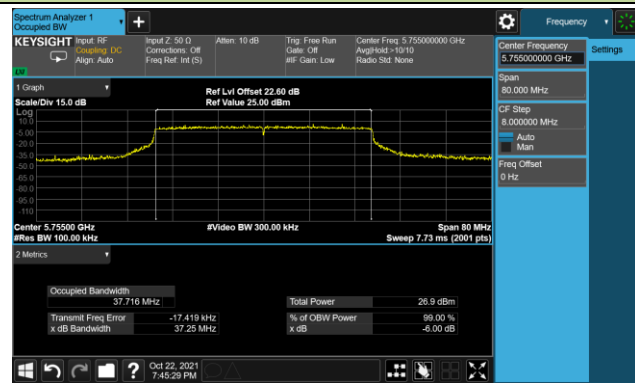 Spectrum Analyzer 1
Occupied BW
Frequency
KEYSIGHT
Input: RF
Coupling: DC
Align: Auto
Input Z: 50 Ω
Corrections: Off
Freq Ref: Int (S)
Atten: 10 dB
Trig: Free Run
Gate: Off
#IF Gain: Low
Center Freq: 5.755000000 GHz
Avg|Hold:>10/10
Radio Std: None
Center Frequency
5.755000000 GHz
Settings
Span
80.000 MHz
CF Step
8.000000 MHz
Auto
Man
Freq Offset
0 Hz
1 Graph
Scale/Div 15.0 dB
Ref Lvl Offset 22.60 dB
Ref Value 25.00 dBm
Log
10.0
-5.00
-20.0
-35.0
-50.0
-65.0
-80.0
-95.0
-110
Center 5.75500 GHz
#Res BW 100.00 kHz
#Video BW 300.00 kHz
Span 80 MHz
Sweep 7.73 ms (2001 pts)
2 Metrics
Occupied Bandwidth
37.716 MHz
Total Power 26.9 dBm
Transmit Freq Error -17.419 kHz
% of OBW Power 99.00 %
x dB Bandwidth 37.25 MHz
x dB -6.00 dB
?
Oct 22, 2021
7:45:29 PM